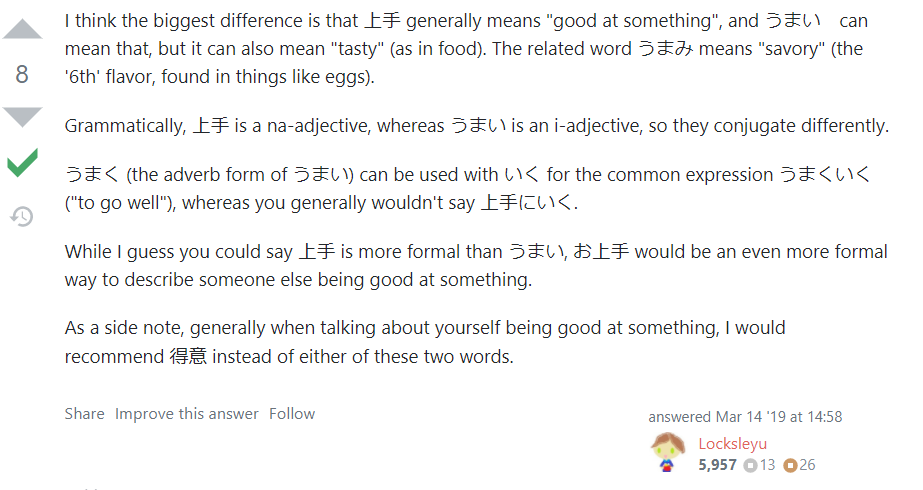 I think the biggest difference is that 上手 generally means "good at something", and うまい　can
8
mean that, but it can also mean "tasty" (as in food). The related word うまみ means "savory" (the
'6th' flavor, found in things like eggs).
Grammatically, 上手 is a na-adjective, whereas うまい is an i-adjective, so they conjugate differently.
うまく (the adverb form of うまい) can be used with いく for the common expression うまくいく
("to go well"), whereas you generally wouldn't say 上手にいく.
While I guess you could say 上手 is more formal than うまい, お上手 would be an even more formal
way to describe someone else being good at something.
As a side note, generally when talking about yourself being good at something, I would
recommend 得意 instead of either of these two words.
Share Improve this answer Follow
answered Mar 14 '19 at 14:58
Locksleyu
5,957 13 26